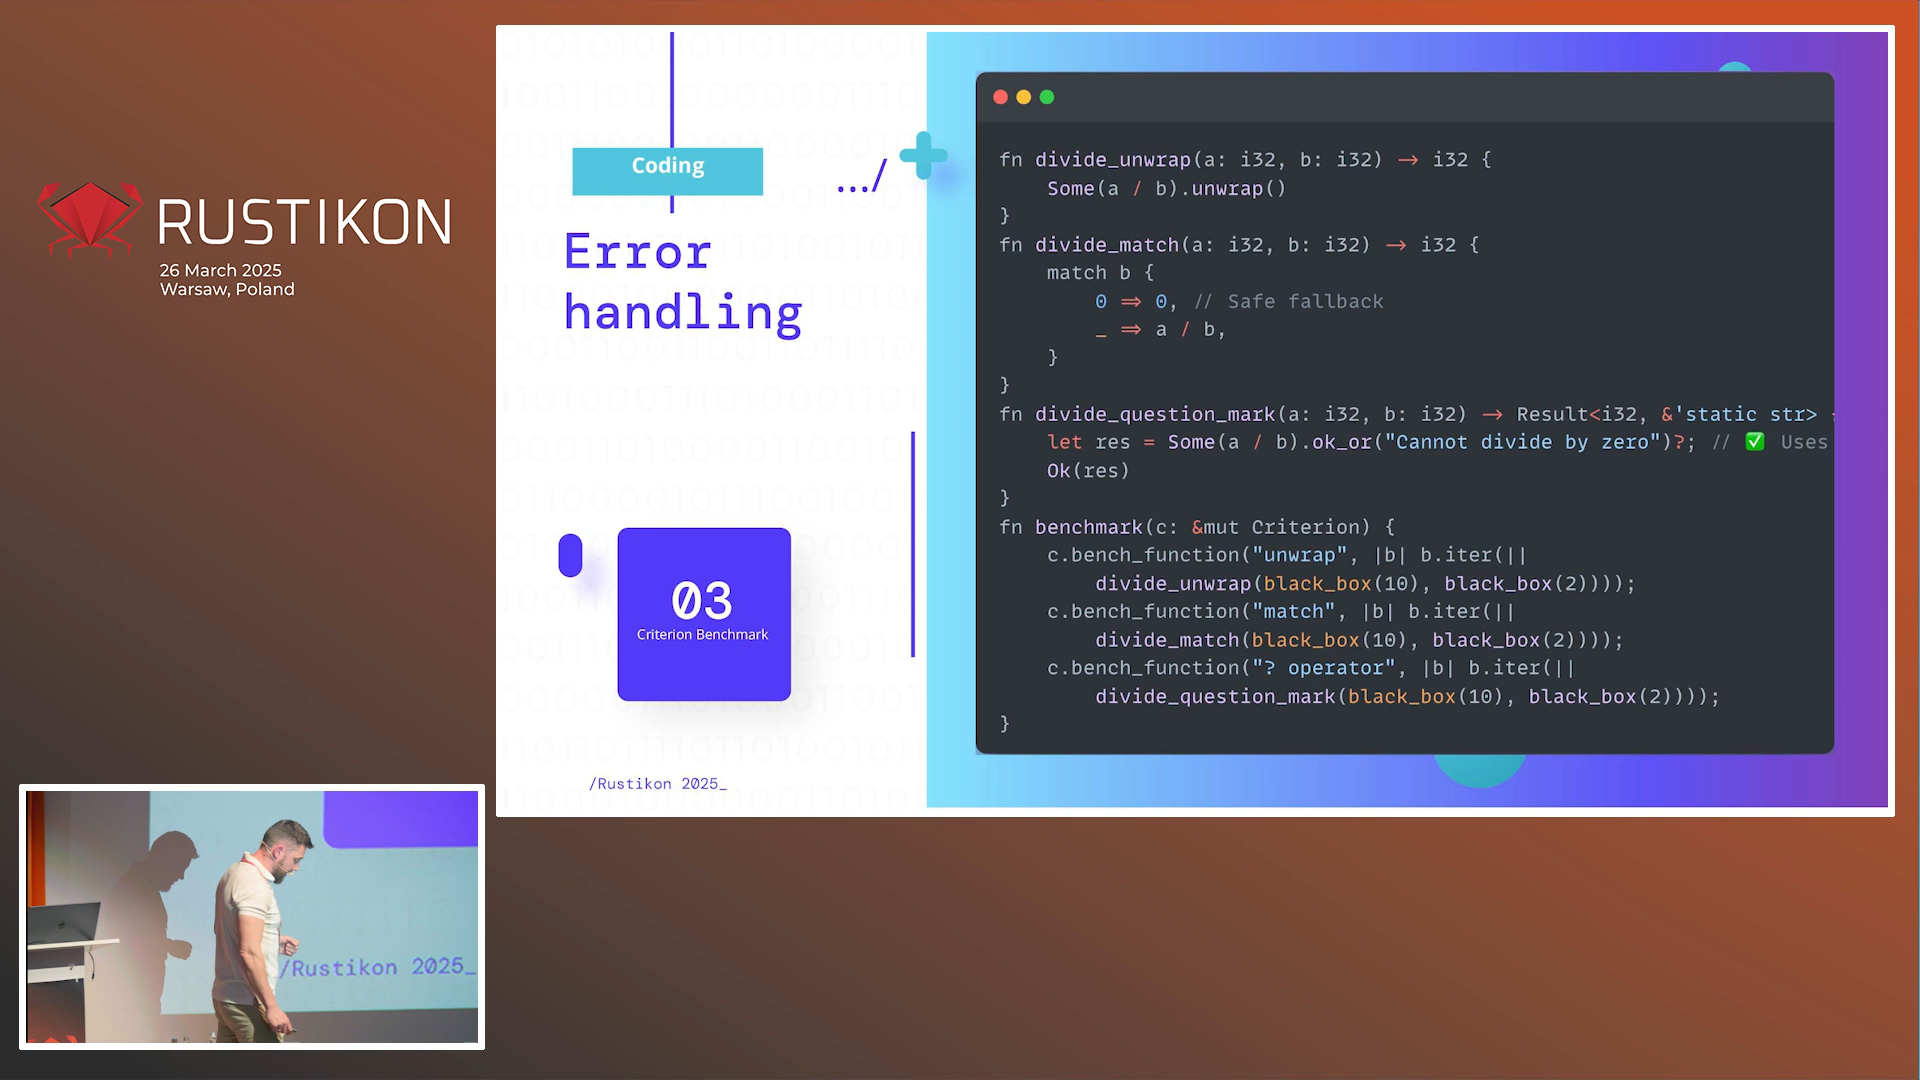 RUSTIKON
26 March 2025
Warsaw, Poland
Coding
.../
Error
handling
03
Criterion Benchmark
/Rustikon 2025_
fn divide_unwrap(a: i32, b: i32) → i32 {
    Some(a / b).unwrap()
}
fn divide_match(a: i32, b: i32) → i32 {
    match b {
        0 ⇒ 0, // Safe fallback
        _ ⇒ a / b,
    }
}
fn divide_question_mark(a: i32, b: i32) → Result<i32, &'static str>
    let res = Some(a / b).ok_or("Cannot divide by zero")?; // ✅ Uses
    Ok(res)
}
fn benchmark(c: &mut Criterion) {
    c.bench_function("unwrap", |b| b.iter(||
        divide_unwrap(black_box(10), black_box(2))));
    c.bench_function("match", |b| b.iter(||
        divide_match(black_box(10), black_box(2))));
    c.bench_function("? operator", |b| b.iter(||
        divide_question_mark(black_box(10), black_box(2))));
}
/Rustikon 2025_